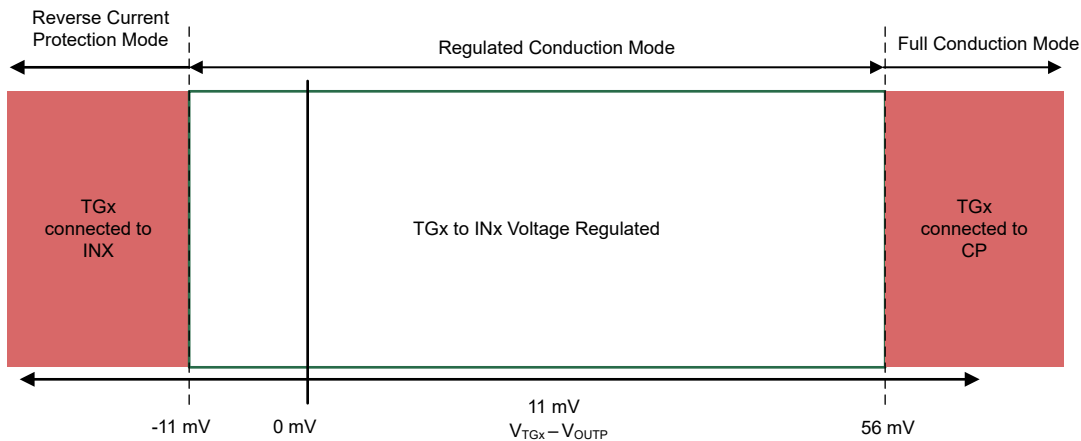 Reverse Current
Protection Mode
Regulated Conduction Mode
Full Conduction Mode
TGx
connected to
INX
TGx to INx Voltage Regulated
TGx
connected to
CP
-11 mV
0 mV
11 mV
56 mV
VTGx – VOUTP